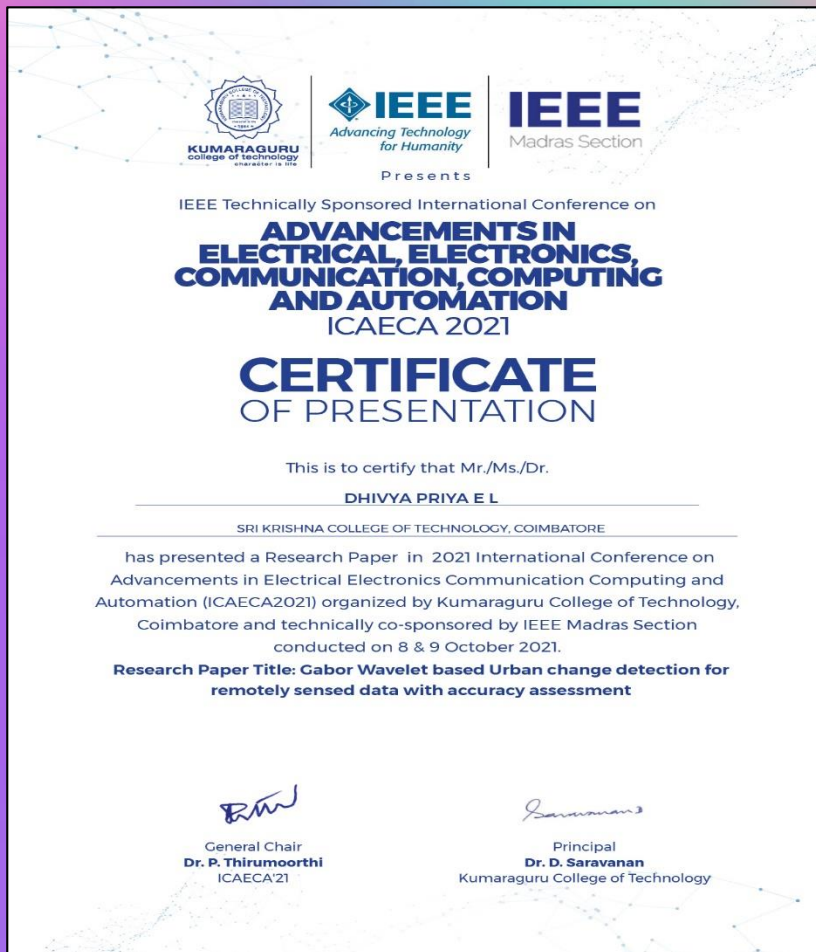 KUMARAGURU
college of technology
character is life
IEEE
Advancing Technology
for Humanity
IEEE
Madras Section
Presents
IEEE Technically Sponsored International Conference on
ADVANCEMENTS IN
ELECTRICAL, ELECTRONICS,
COMMUNICATION, COMPUTING
AND AUTOMATION
ICAECA 2021
CERTIFICATE
OF PRESENTATION
This is to certify that Mr./Ms./Dr.
DHIVYA PRIYA E L
SRI KRISHNA COLLEGE OF TECHNOLOGY, COIMBATORE
has presented a Research Paper in 2021 International Conference on
Advancements in Electrical Electronics Communication Computing and
Automation (ICAECA2021) organized by Kumaraguru College of Technology,
Coimbatore and technically co-sponsored by IEEE Madras Section
conducted on 8 & 9 October 2021.
Research Paper Title: Gabor Wavelet based Urban change detection for
remotely sensed data with accuracy assessment
General Chair
Dr. P. Thirumoorthi
ICAECA'21
Principal
Dr. D. Saravanan
Kumaraguru College of Technology